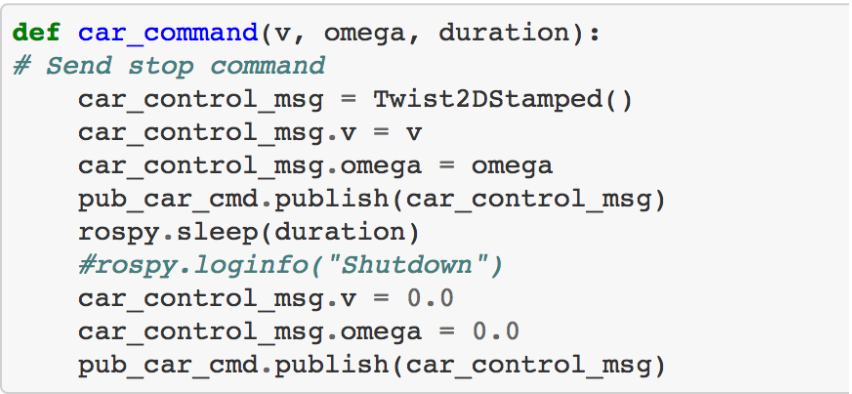 def car_command(v, omega, duration):
# Send stop command
    car_control_msg = Twist2DStamped()
    car_control_msg.v = v
    car_control_msg.omega = omega
    pub_car_cmd.publish(car_control_msg)
    rospy.sleep(duration)
    #rospy.loginfo("Shutdown")
    car_control_msg.v = 0.0
    car_control_msg.omega = 0.0
    pub_car_cmd.publish(car_control_msg)